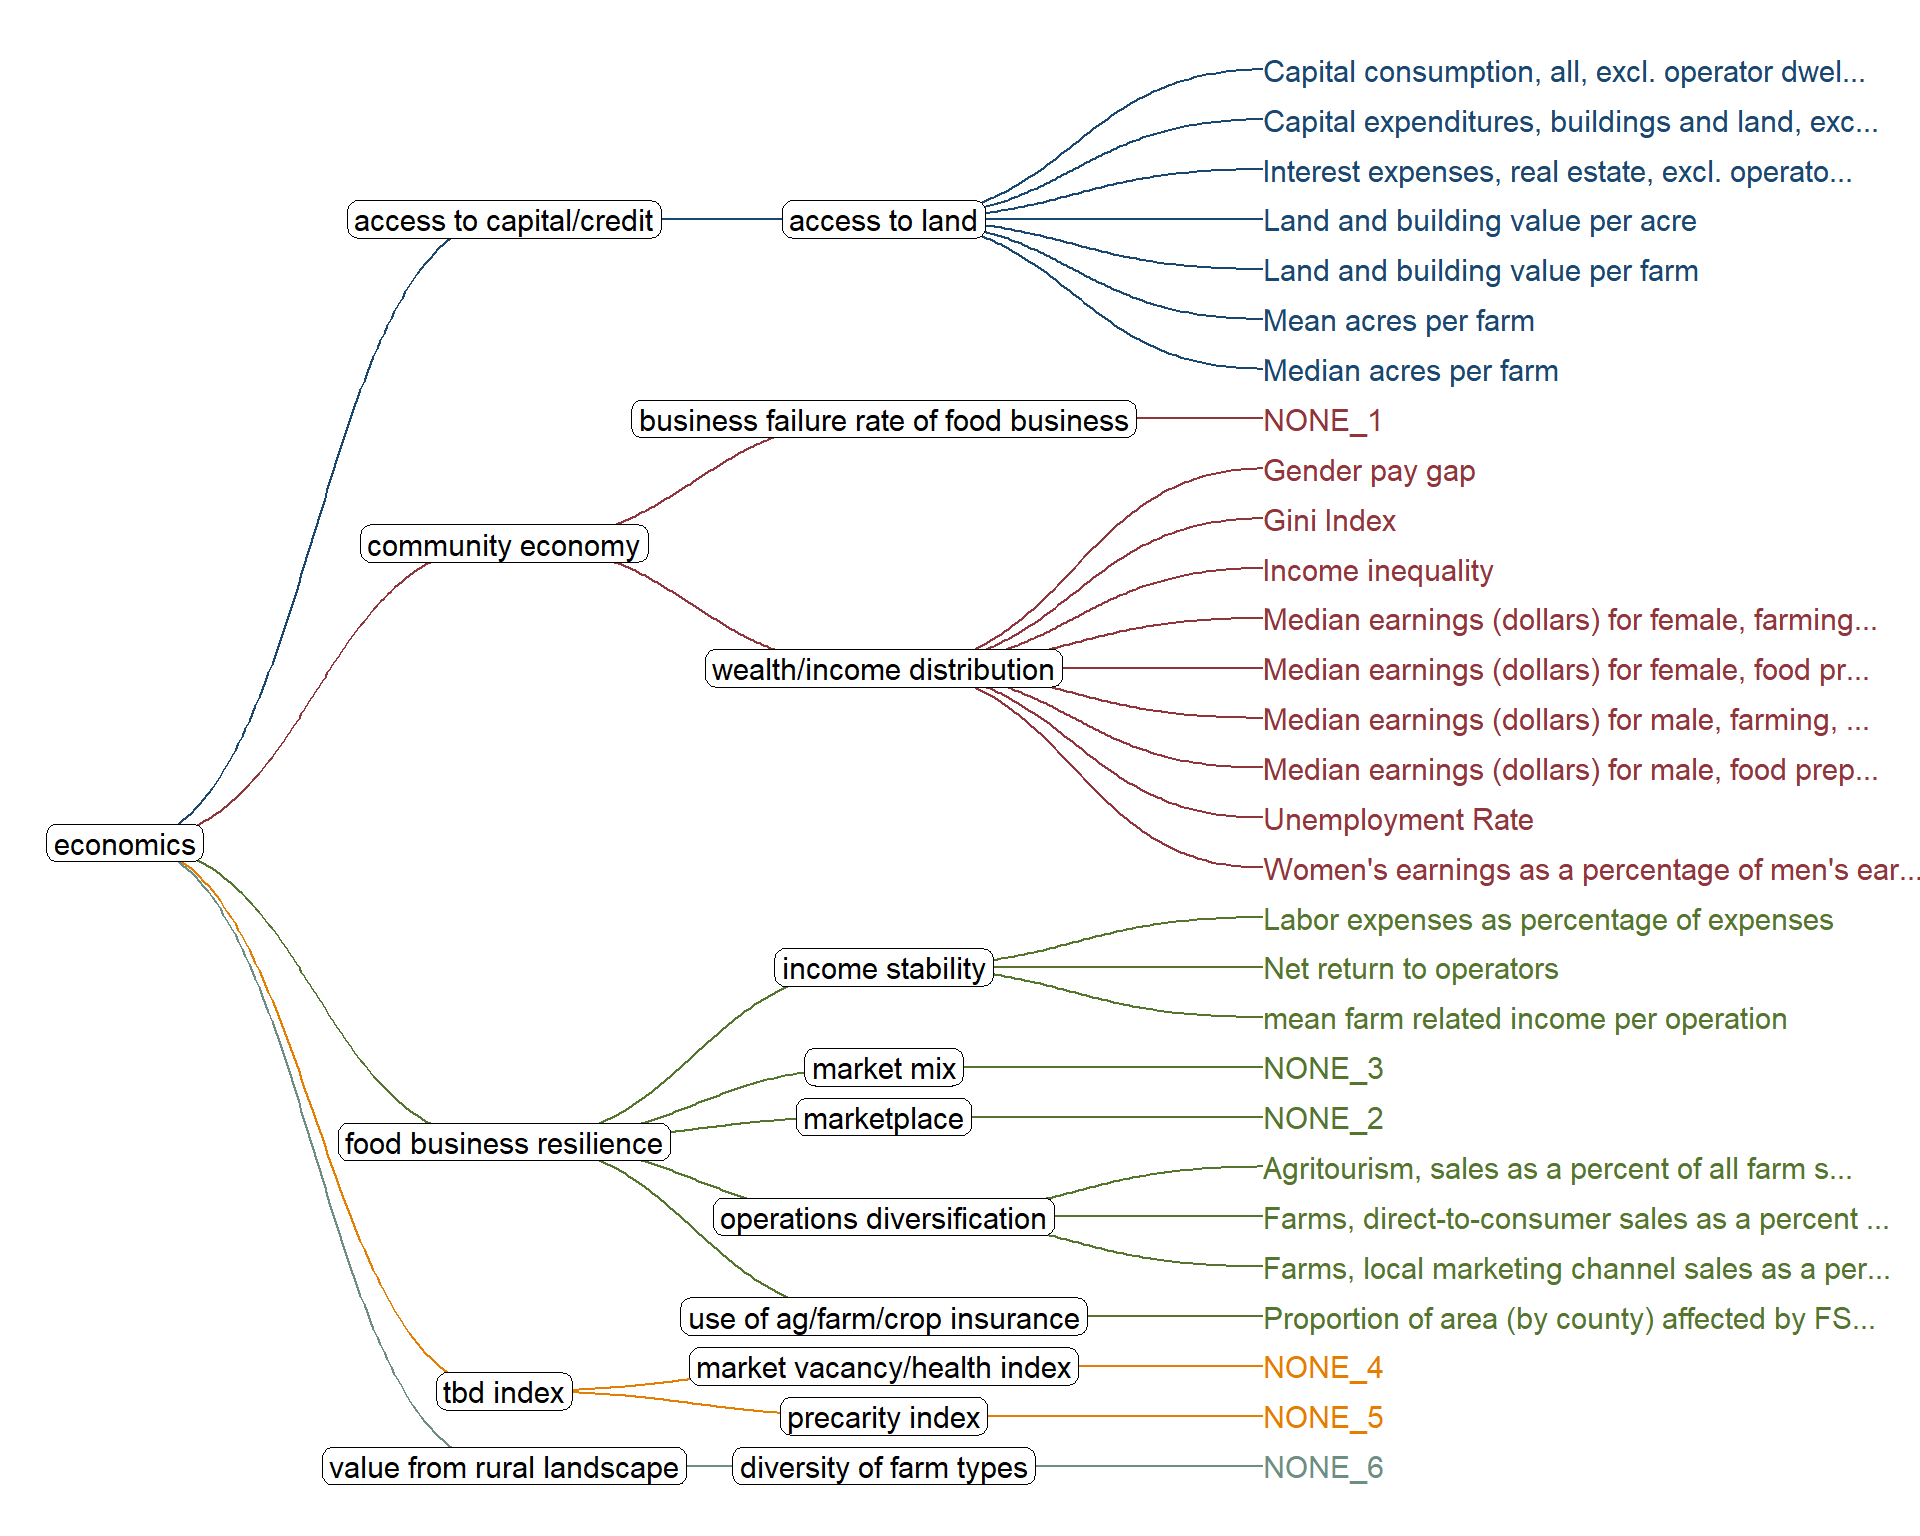 Capital consumption, all, excl. operator dwel...
Capital expenditures, buildings and land, exc...
Interest expenses, real estate, excl. operato...
access to capital/credit
access to land
Land and building value per acre
Land and building value per farm
Mean acres per farm
Median acres per farm
business failure rate of food business
NONE_1
Gender pay gap
Gini Index
community economy
Income inequality
Median earnings (dollars) for female, farming...
wealth/income distribution
Median earnings (dollars) for female, food pr...
Median earnings (dollars) for male, farming, ...
Median earnings (dollars) for male, food prep...
Unemployment Rate
economics
Women's earnings as a percentage of men's ear...
Labor expenses as percentage of expenses
income stability
Net return to operators
mean farm related income per operation
market mix
NONE_3
marketplace
NONE_2
food business resilience
Agritourism, sales as a percent of all farm s...
operations diversification
Farms, direct-to-consumer sales as a percent ...
Farms, local marketing channel sales as a per...
use of ag/farm/crop insurance
Proportion of area (by county) affected by FS...
market vacancy/health index
NONE_4
tbd index
precarity index
NONE_5
value from rural landscape
diversity of farm types
NONE_6